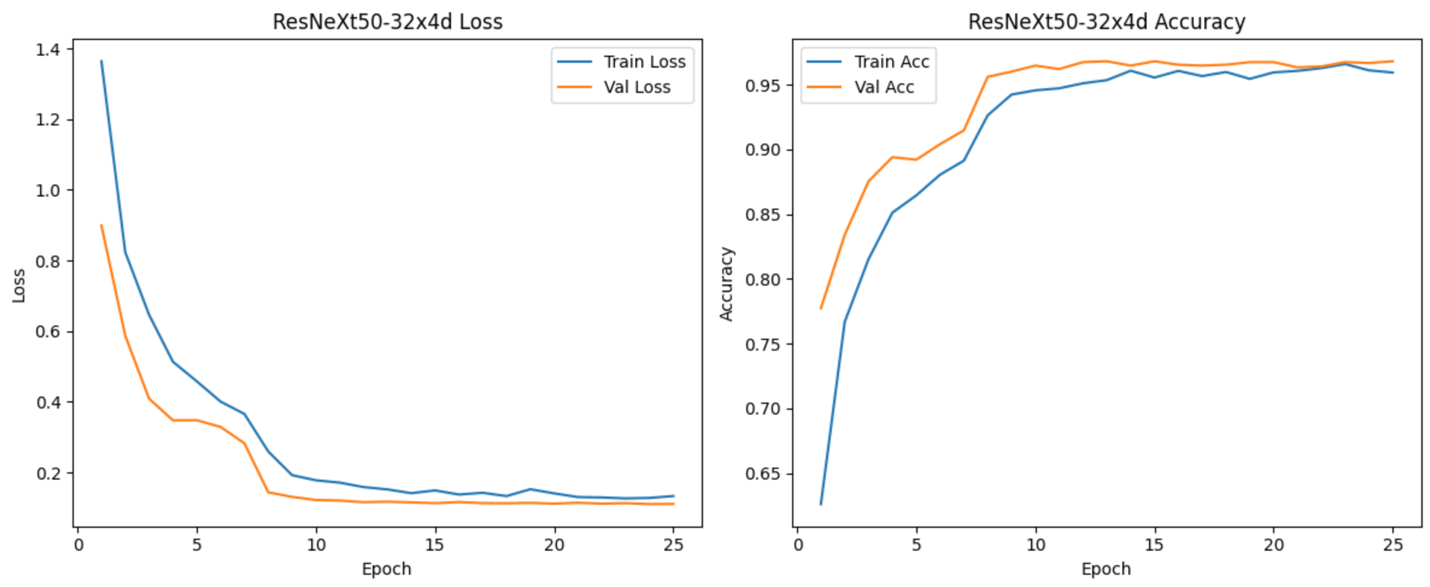 ResNeXt50-32x4d Loss
Train Loss
Val Loss
1.4
1.2
1.0
0.8
0.6
0.4
0.2
Loss
0 5 10 15 20 25
Epoch
ResNeXt50-32x4d Accuracy
Train Acc
Val Acc
0.95
0.90
0.85
0.80
0.75
0.70
0.65
Accuracy
0 5 10 15 20 25
Epoch